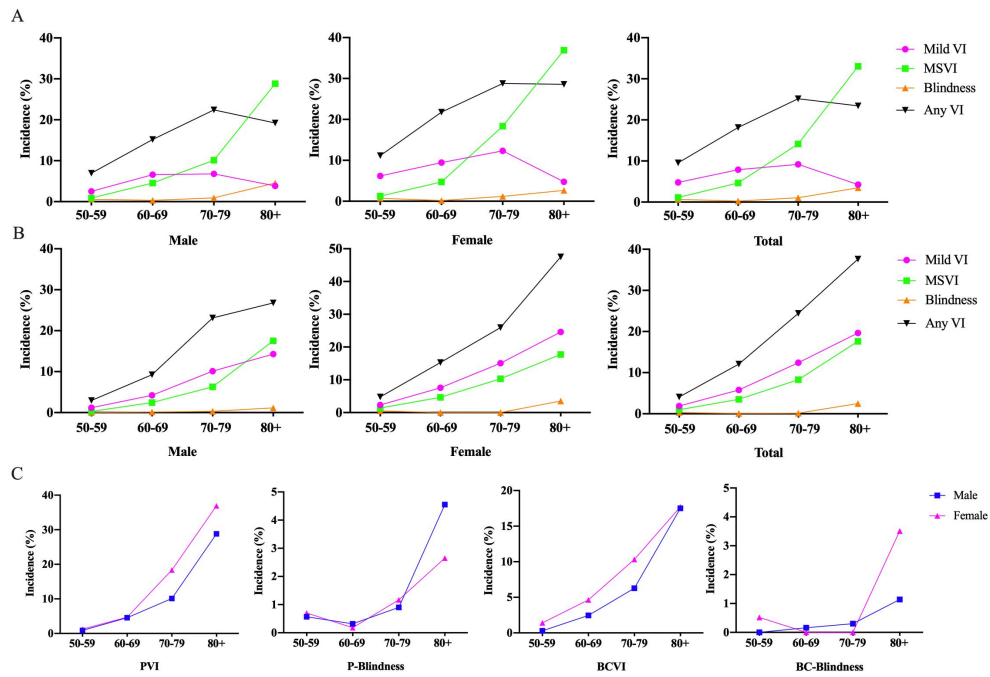 A
Incidence (%)
40
30
20
10
0
50-59 60-69 70-79 80+
Male
Incidence (%)
40
30
20
10
0
50-59 60-69 70-79 80+
Female
Incidence (%)
40
30
20
10
0
50-59 60-69 70-79 80+
Total
Mild VI
MSVI
Blindness
Any VI
B
Incidence (%)
40
30
20
10
0
50-59 60-69 70-79 80+
Male
Incidence (%)
50
40
30
20
10
0
50-59 60-69 70-79 80+
Female
Incidence (%)
40
30
20
10
0
50-59 60-69 70-79 80+
Total
Mild VI
MSVI
Blindness
Any VI
C
Incidence (%)
40
30
20
10
0
50-59 60-69 70-79 80+
PVI
Incidence (%)
5
4
3
2
1
0
50-59 60-69 70-79 80+
P-Blindness
Incidence (%)
20
15
10
5
0
50-59 60-69 70-79 80+
BCVI
Incidence (%)
5
4
3
2
1
0
50-59 60-69 70-79 80+
BC-Blindness
Male
Female